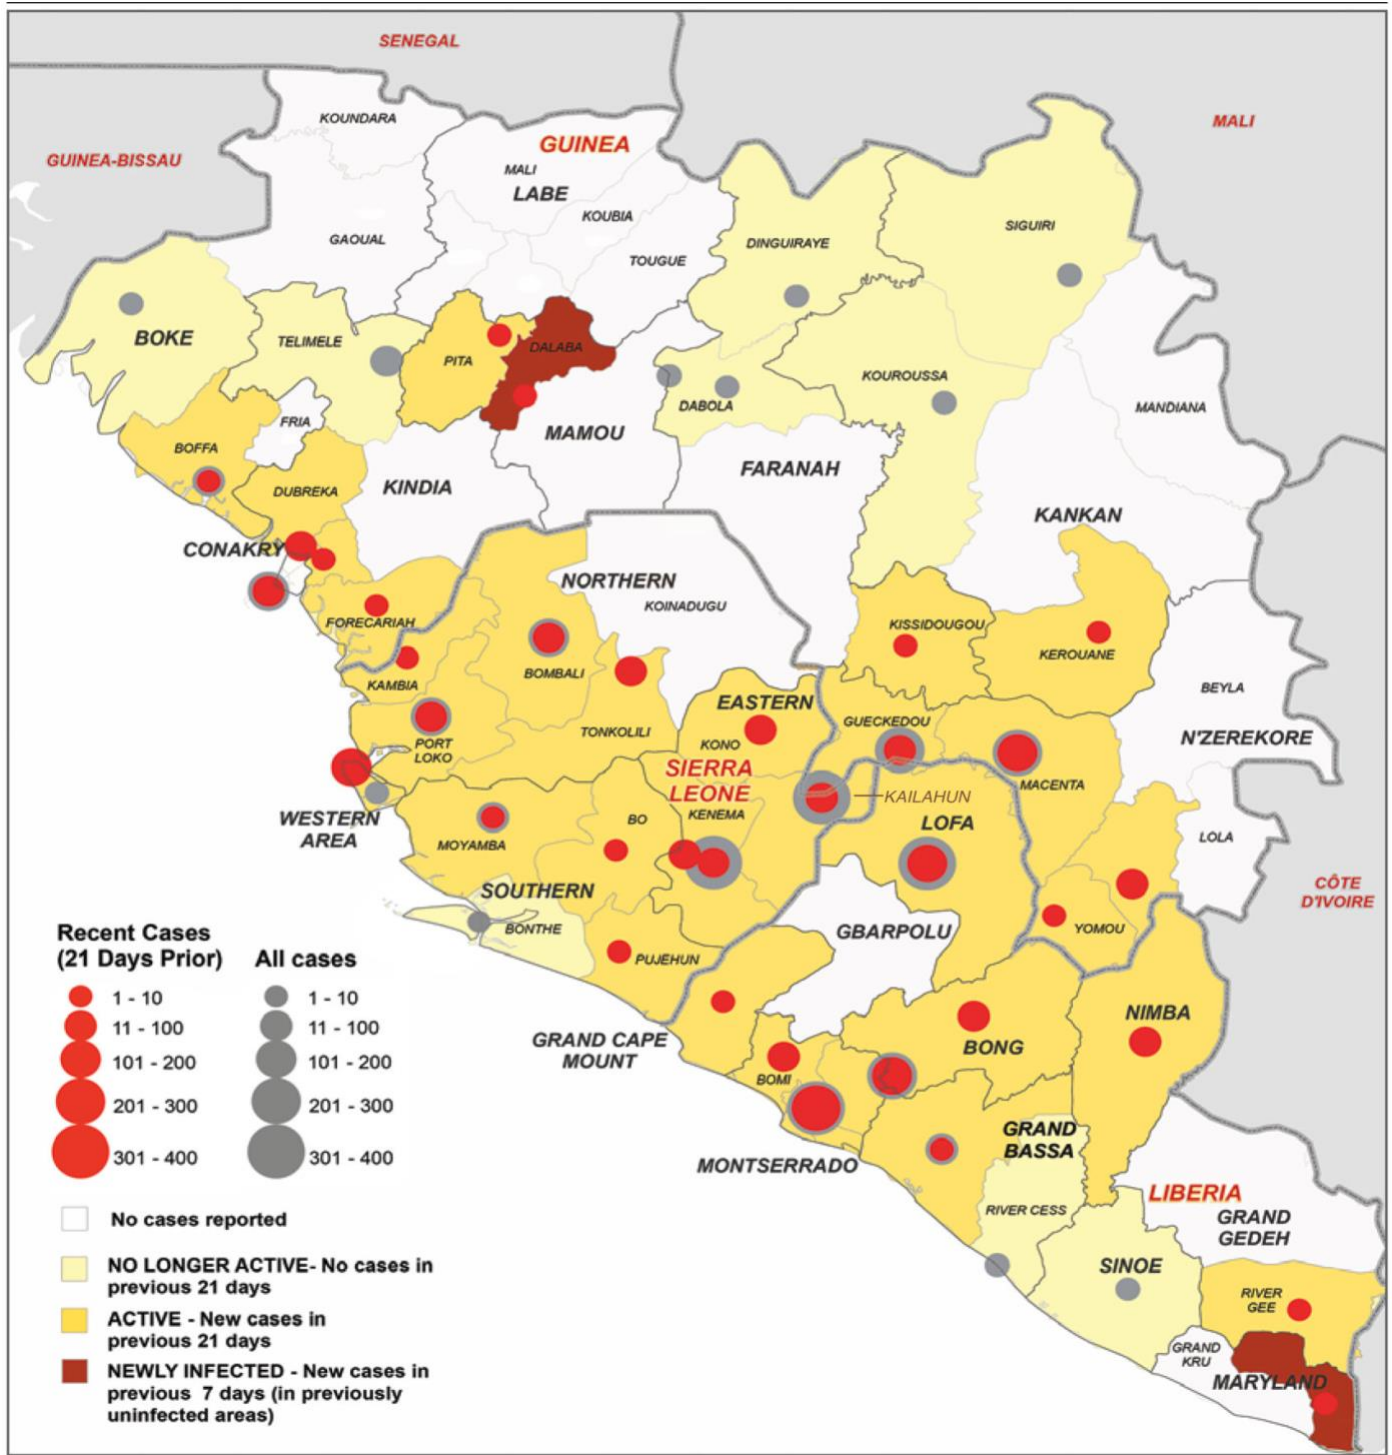 SENEGAL
MALI
GUINEA-BISSAU
KOUNDARA
GUINEA
MALI
LABE
KOUBIA
GAOUAL
TOUGUE
DINGUIRAYE
SIGUIRI
BOKE
TELIMELE
PITA
DALABA
DABOLA
KOUROUSSA
MANDIANA
FRIA
BOFFA
MAMOU
FARANAH
DUBREKA
KINDIA
KANKAN
CONAKRY
NORTHERN
KOINADUGU
FORECARIAH
KISSIDOUGOU
KEROUANE
KAMBIA
BOMBALI
BEYLA
EASTERN
GUECKEDOU
TONKOLILI
KONO
N'ZEREKORE
PORT
LOKO
SIERRA
LEONE
MACENTA
KAILAHUN
WESTERN
AREA
KENEMA
BO
LOFA
MOYAMBA
LOLA
SOUTHERN
CÔTE
D'IVOIRE
BONTHE
GBARPOLU
YOMOU
PUJEHUN
NIMBA
GRAND CAPE
MOUNT
BONG
BOMI
GRAND
BASSA
MONTSERRADO
LIBERIA
RIVER CESS
GRAND
GEDEH
SINOE
RIVER
GEE
GRAND
KRU
MARYLAND
Recent Cases
(21 Days Prior)
All cases
1 - 10
1 - 10
11 - 100
11 - 100
101 - 200
101 - 200
201 - 300
201 - 300
301 - 400
301 - 400
No cases reported
NO LONGER ACTIVE- No cases in
previous 21 days
ACTIVE - New cases in
previous 21 days
NEWLY INFECTED - New cases in
previous 7 days (in previously
uninfected areas)